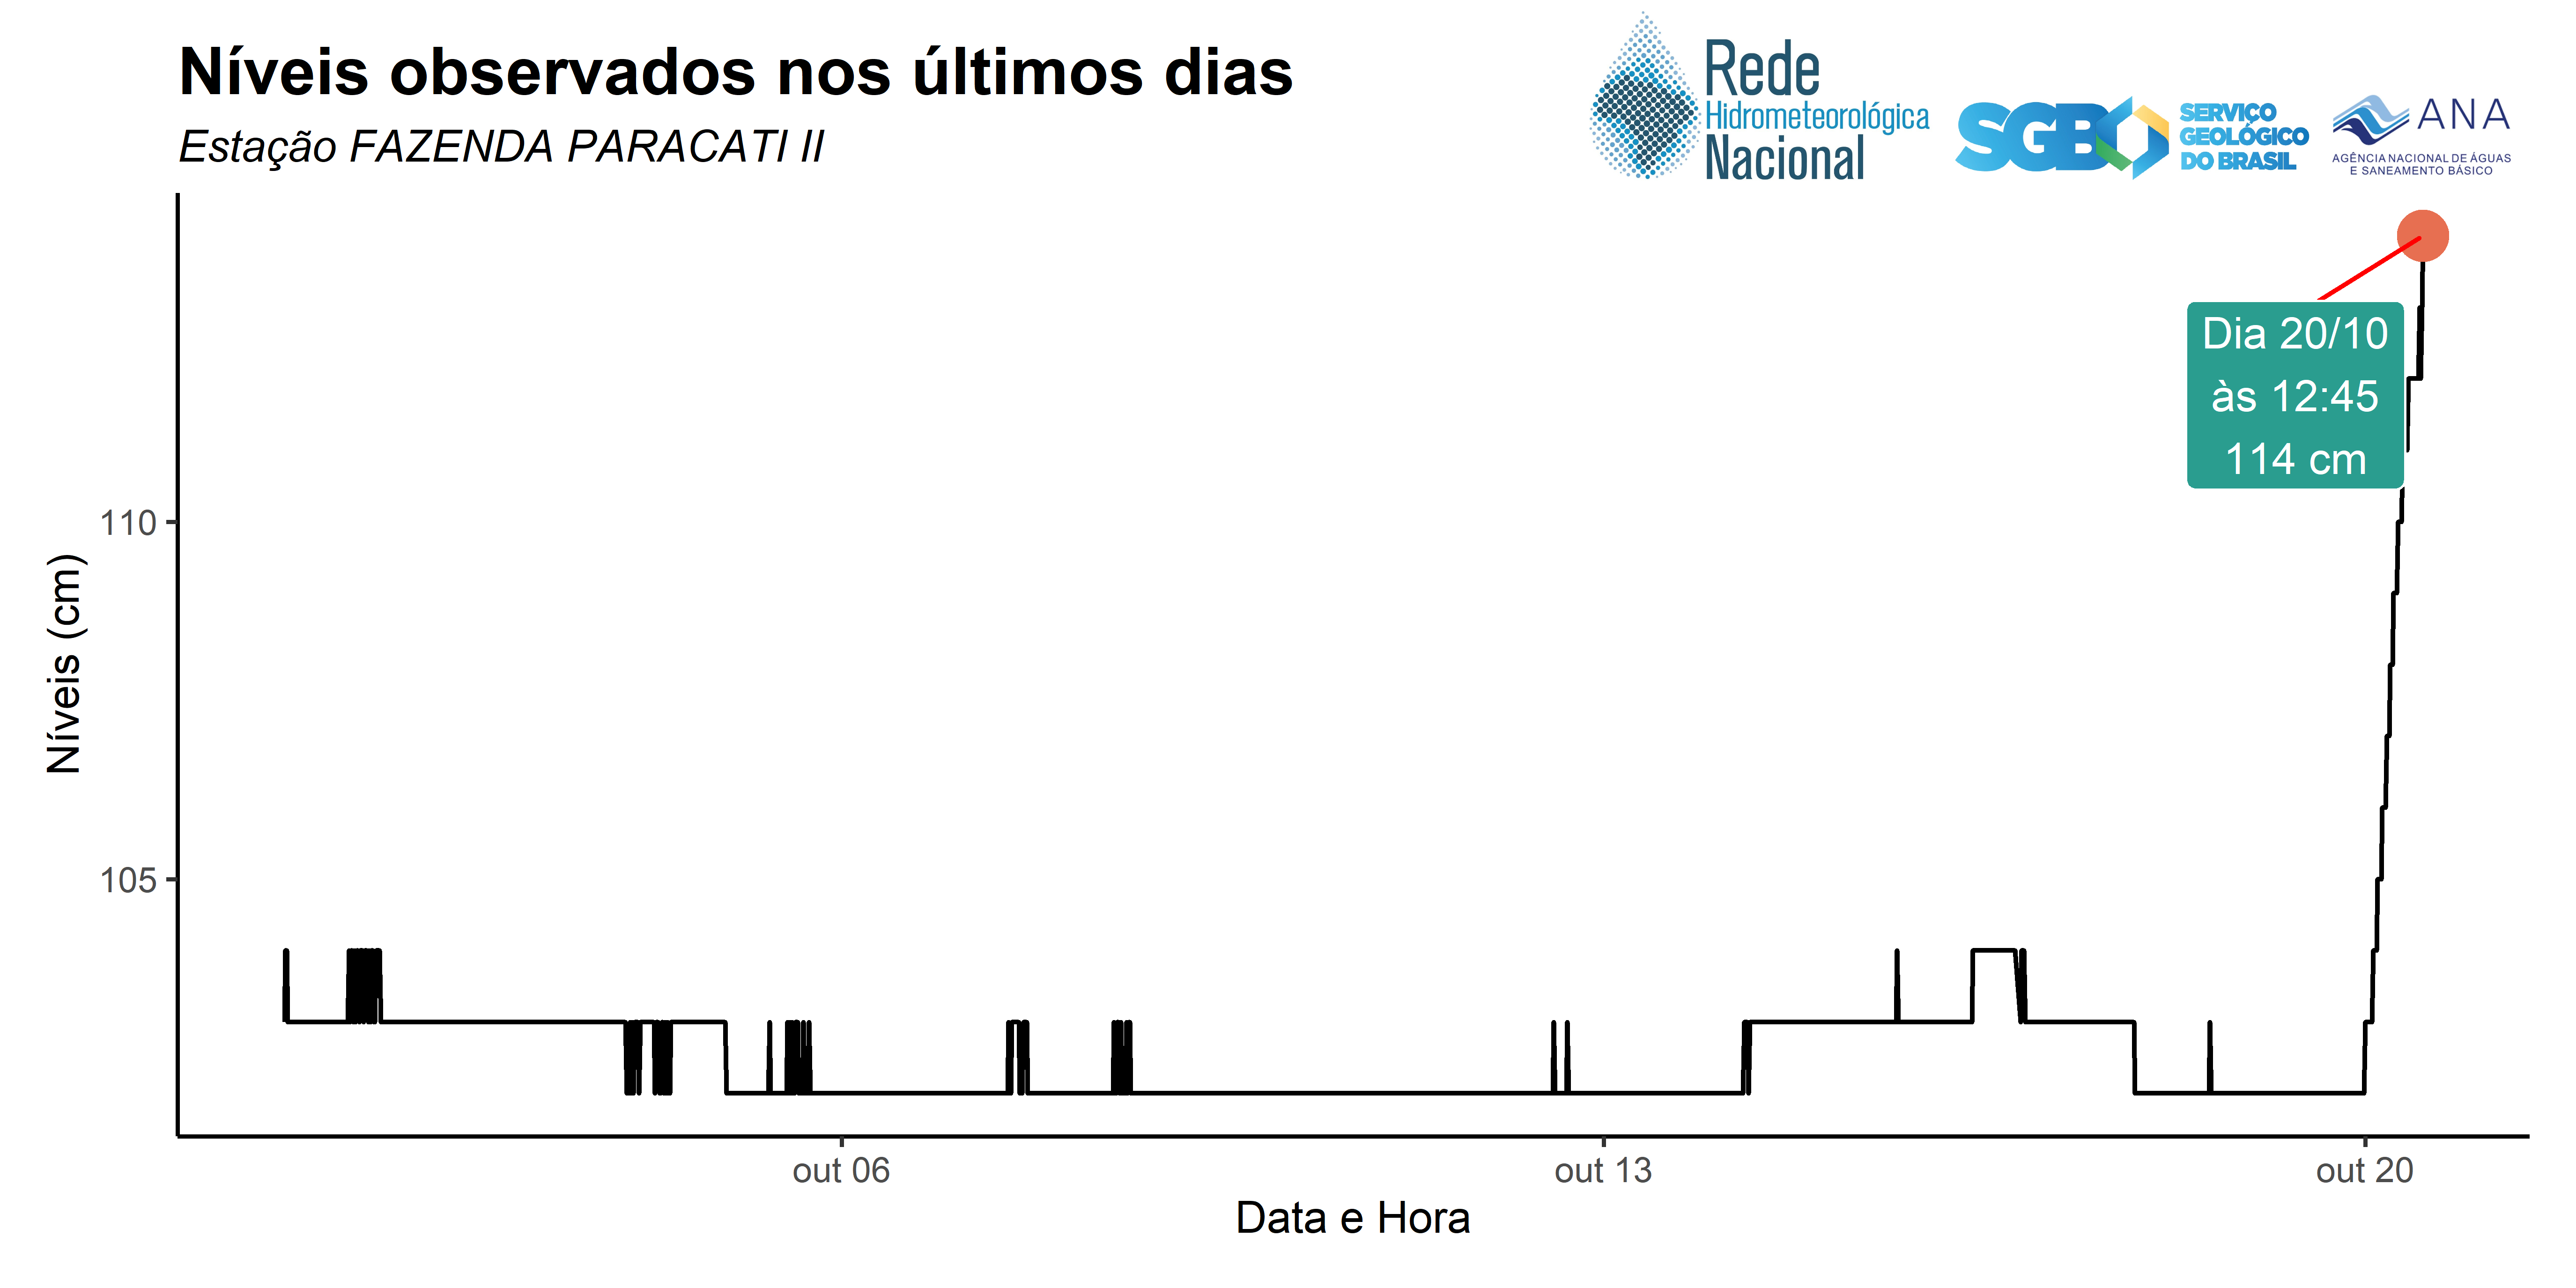 Níveis observados nos últimos dias
Estação FAZENDA PARACATI II
Rede
Hidrometeorológica
Nacional
SGB
SERVIÇO
GEOLÓGICO
DO BRASIL
ANA
AGÊNCIA NACIONAL DE ÁGUAS
E SANEAMENTO BÁSICO
Dia 20/10
às 12:45
114 cm
110
105
Níveis (cm)
out 06
out 13
out 20
Data e Hora